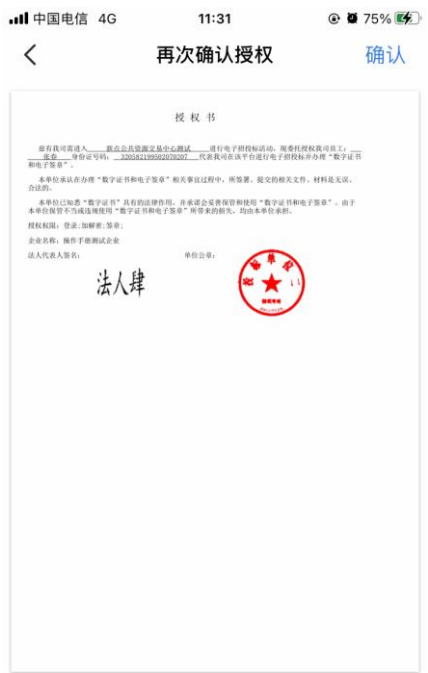 中国电信 4G 11:31 75%
再次确认授权 确认
授 权 书
兹有我司需进入 新点公共资源交易中心测试 进行电子招投标活动,现委托授权我司员工:
张春 身份证号码: 320582199502070207 代表我司在该平台进行电子招投标并办理“数字证书
和电子签章”。
本单位承认在办理“数字证书和电子签章”相关事宜过程中,所签署、提交的相关文件、材料是无误、
合法的。
本单位已知悉“数字证书”具有的法律作用,并承诺会妥善保管和使用“数字证书和电子签章”。由于
本单位保管不当或违规使用“数字证书和电子签章”所带来的损失,均由本单位承担。
授权权限: 登录;加解密;签章;
企业名称: 操作手册测试企业
法人代表人签名: 单位公章:
法人肆